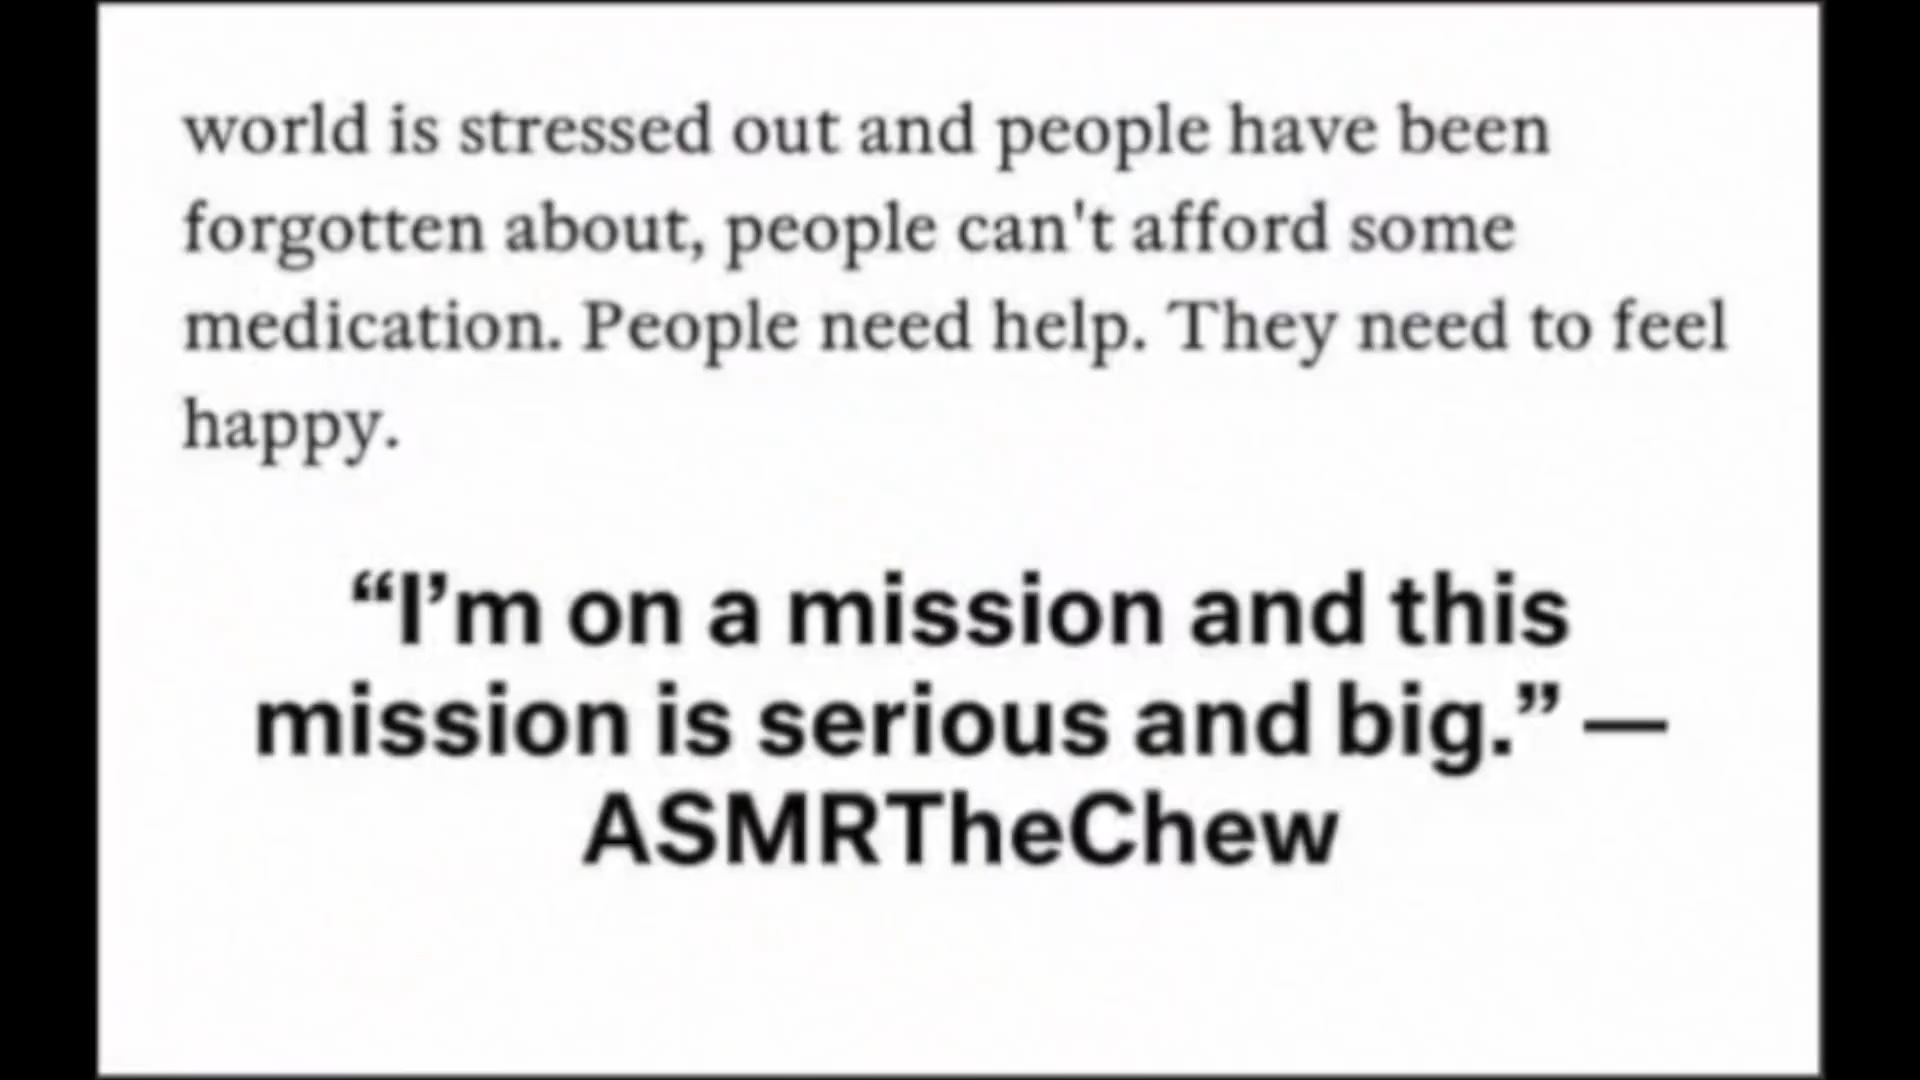 world is stressed out and people have been
forgotten about, people can't afford some
medication. People need help. They need to feel
happy.
“I’m on a mission and this
mission is serious and big.” —
ASMRTheChew